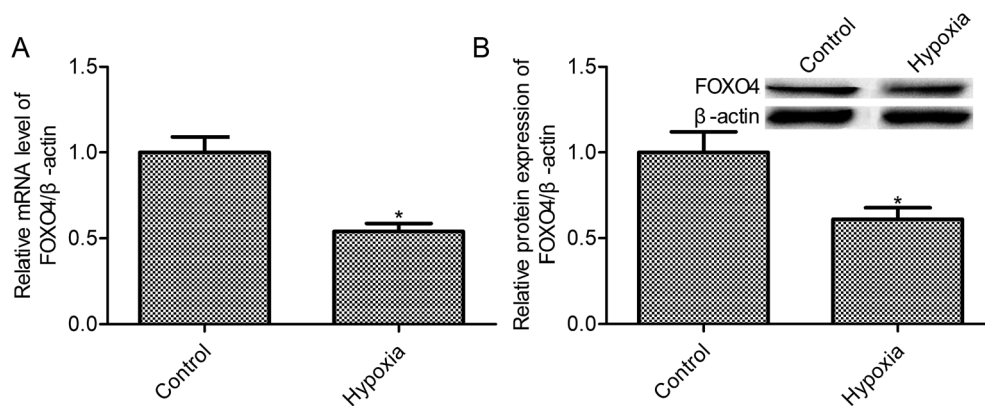 A
Relative mRNA level of
FOXO4/β -actin
1.5
1.0
0.5
0.0
*
Control
Hypoxia
B
Relative protein expression of
FOXO4/β -actin
1.5
1.0
0.5
0.0
Control
Hypoxia
FOXO4
β -actin
*
Control
Hypoxia